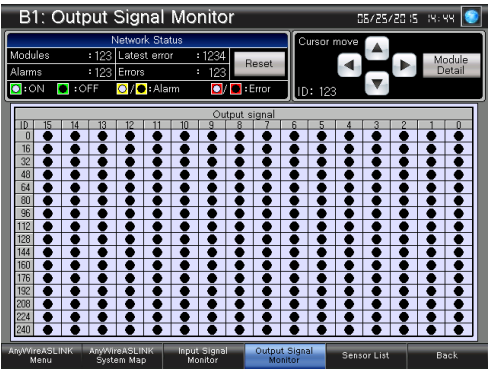 B1: Output Signal Monitor 06/25/2015 14:44
Network Status
Modules :123 Latest error :1234
Alarms :123 Errors : 123
Reset
:ON :OFF / :Alarm / :Error
Cursor move
ID: 123
Module
Detail
Output signal
ID 15 14 13 12 11 10 9 8 7 6 5 4 3 2 1 0
0
16
32
48
64
80
96
112
128
144
160
176
192
208
224
240
AnyWireASLINK
Menu
AnyWireASLINK
System Map
Input Signal
Monitor
Output Signal
Monitor
Sensor List
Back